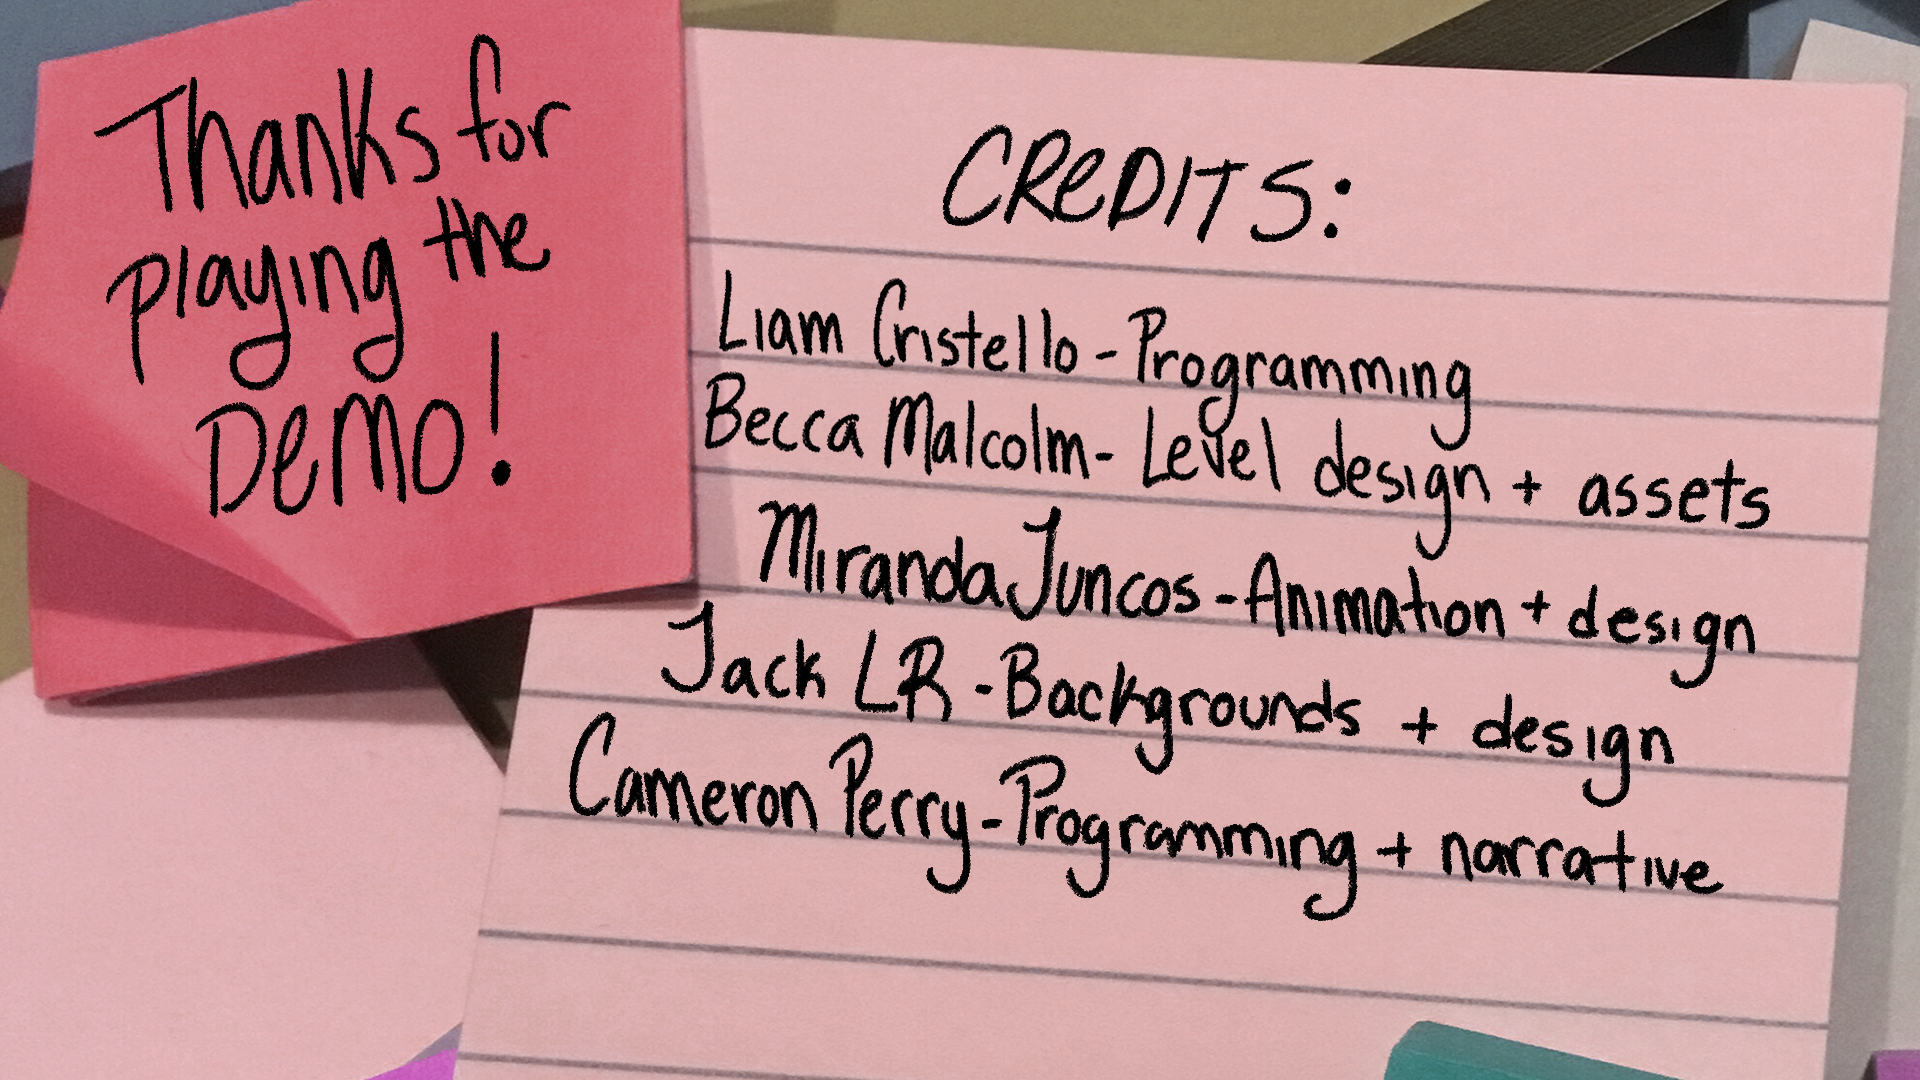 Thanks for
playing the
DEMO!
CREDITS:
Liam Cristello - Programming
Becca Malcolm - Level design + assets
Miranda Juncos - Animation + design
Jack LR - Backgrounds + design
Cameron Perry - Programming + narrative